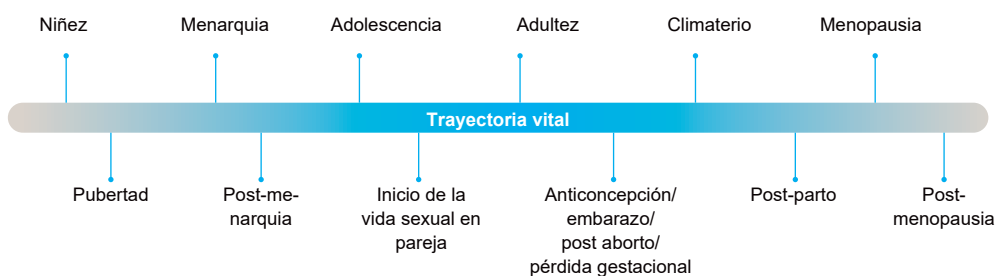 Niñez
Menarquia
Adolescencia
Adultez
Climaterio
Menopausia
Trayectoria vital
Pubertad
Post-me-
narquia
Inicio de la
vida sexual en
pareja
Anticoncepción/
embarazo/
post aborto/
pérdida gestacional
Post-parto
Post-
menopausia